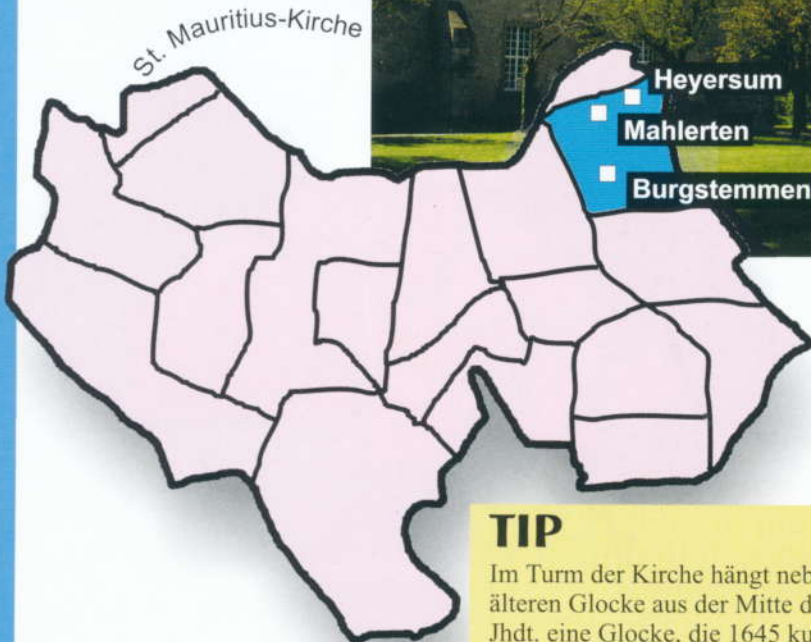 St. Mauritius-Kirche
Heyersum
Mahlerten
Burgstemmen
TIP
Im Turm der Kirche hängt neb
älteren Glocke aus der Mitte d
Jhdt. eine Glocke, die 1645 ku